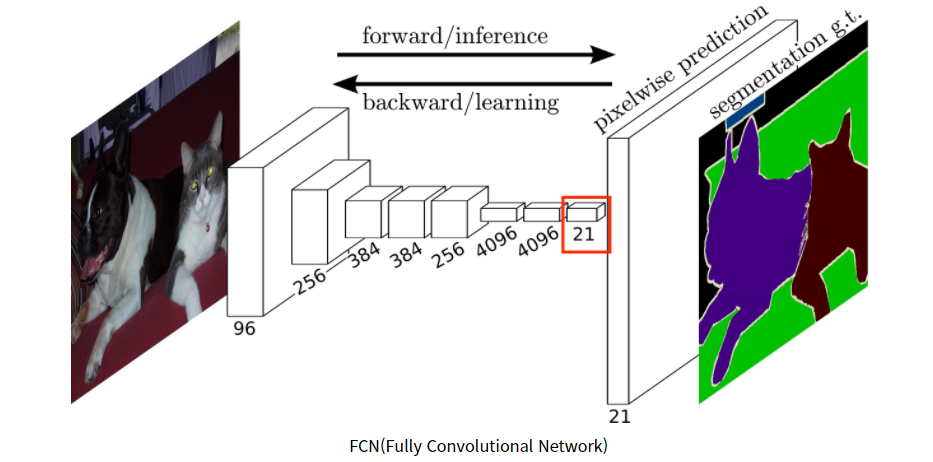 forward/inference
backward/learning
pixelwise prediction
segmentation g.t.
96
256
384
384
256
4096
4096
21
21
FCN(Fully Convolutional Network)